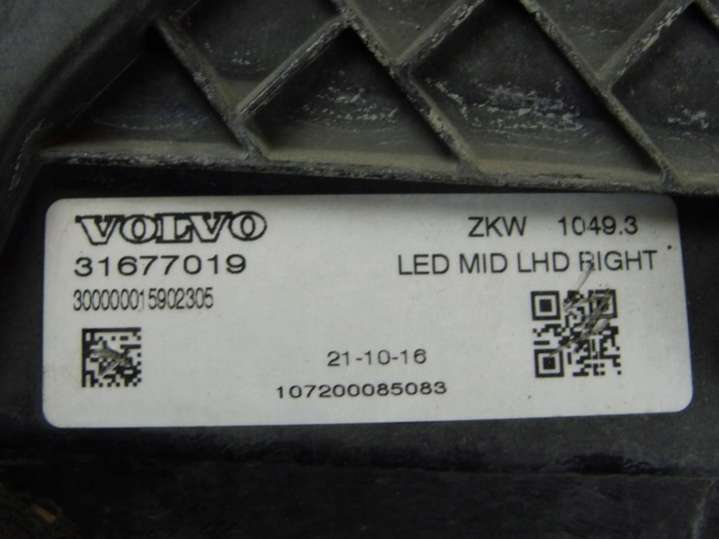 VOLVO ZKW 1049.3
31677019 LED MID LHD RIGHT
300000015902305
21-10-16
107200085083